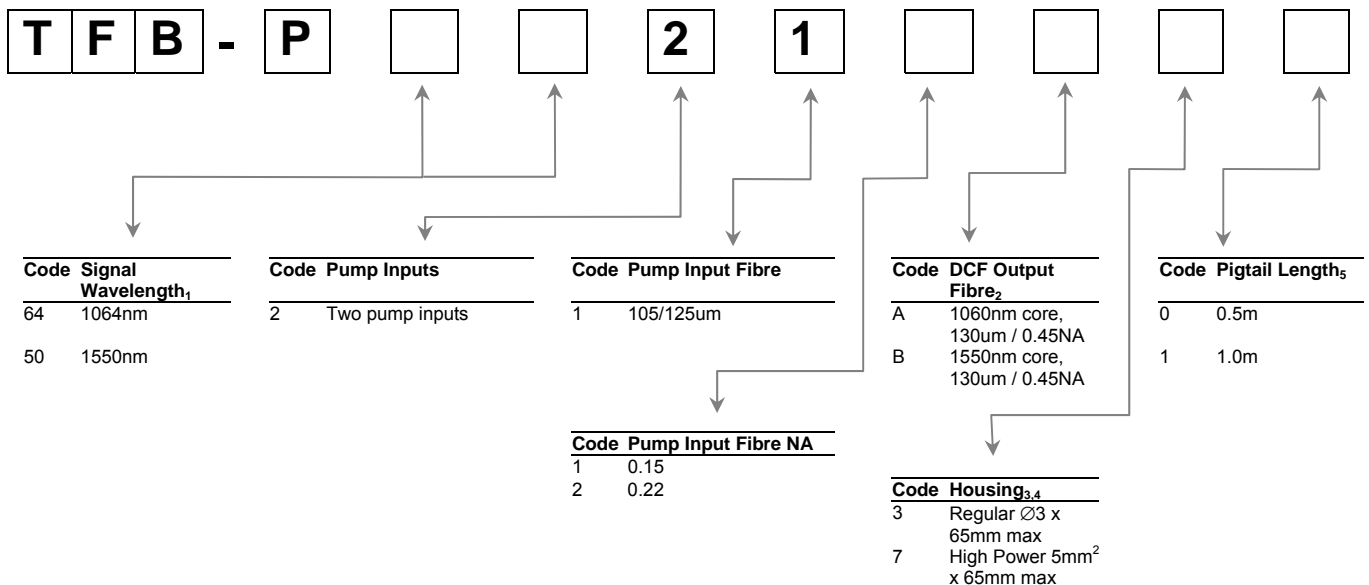 TFB - P 2 1
Code Signal Wavelength1
64 1064nm
50 1550nm
Code Pump Inputs
2 Two pump inputs
Code Pump Input Fibre
1 105/125um
Code Pump Input Fibre NA
1 0.15
2 0.22
Code DCF Output Fibre2
A 1060nm core,
130um / 0.45NA
B 1550nm core,
130um / 0.45NA
Code Housing3,4
3 Regular ∅3 x
65mm max
7 High Power 5mm2
x 65mm max
Code Pigtail Length5
0 0.5m
1 1.0m